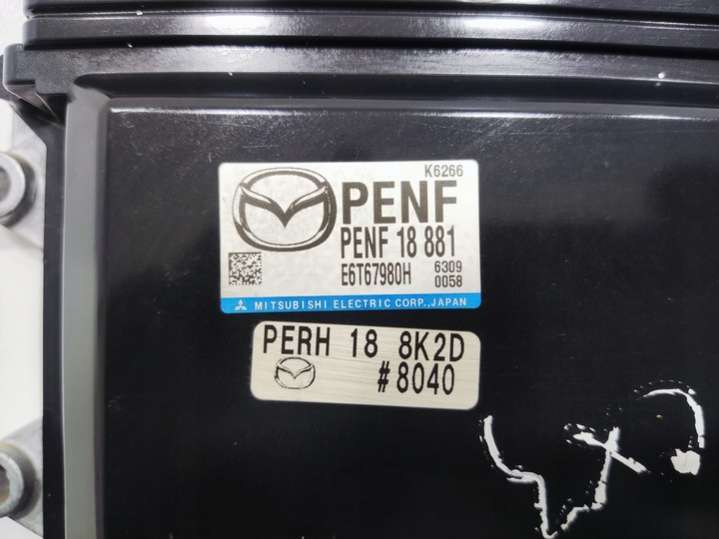 K6266
PENF
PENF 18 881
E6T67980H 6309
0058
MITSUBISHI ELECTRIC CORP.,JAPAN
PERH 18 8K2D
#8040